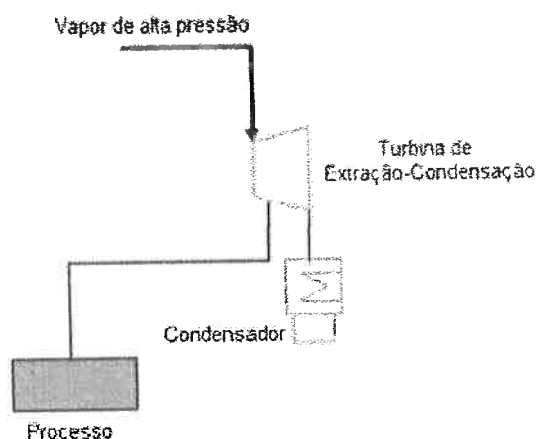 Vapor de alta pressão
Turbina de
Extração-Condensação
Condensador
Processo